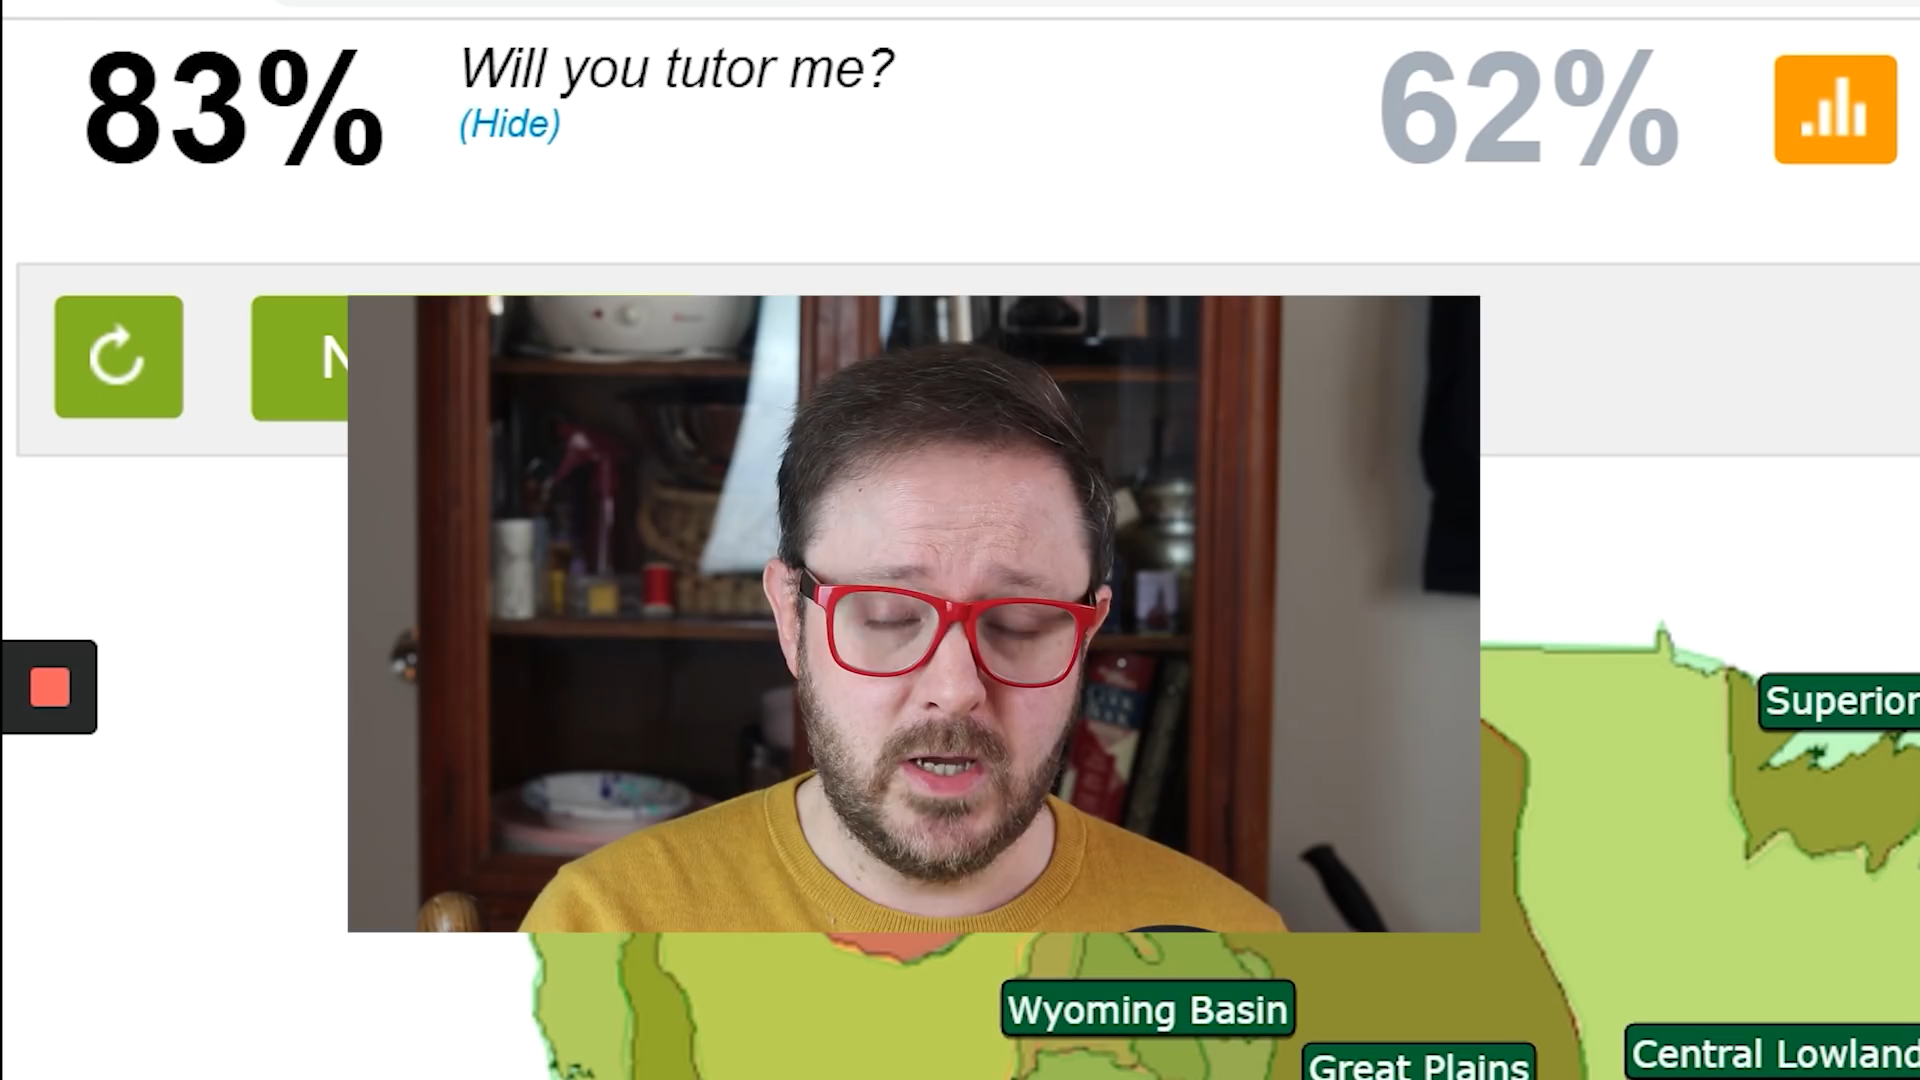 83%
Will you tutor me?
(Hide)
62%
N
Superior
Wyoming Basin
Great Plains
Central Lowland